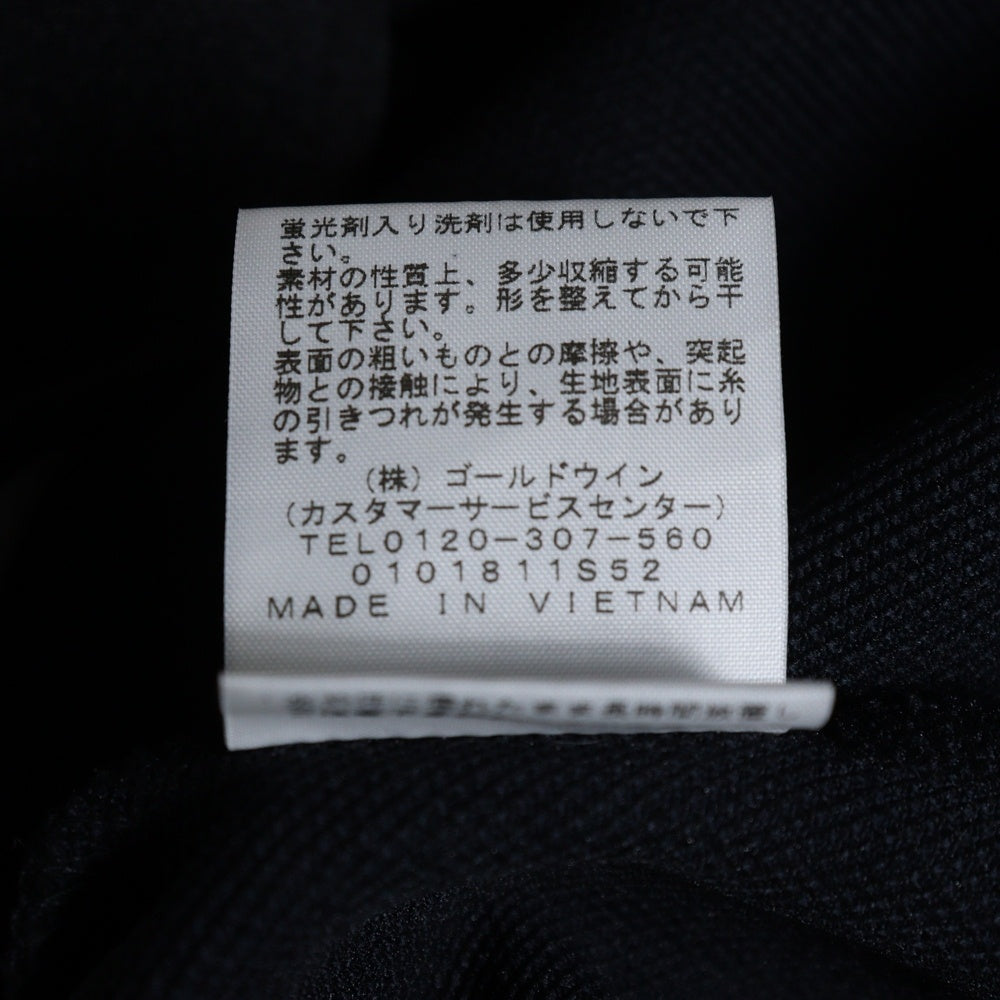 蛍光剤入り洗剤は使用しないで下
さい。
素材の性質上、多少収縮する可能
性があります。形を整えてから干
して下さい。
表面の粗いものとの摩擦や、突起
物との接触により、生地表面に糸
の引きつれが発生する場合があり
ます。
(株)ゴールドウイン
(カスタマーサービスセンター)
TEL0120-307-560
0101811S52
MADE IN VIETNAM